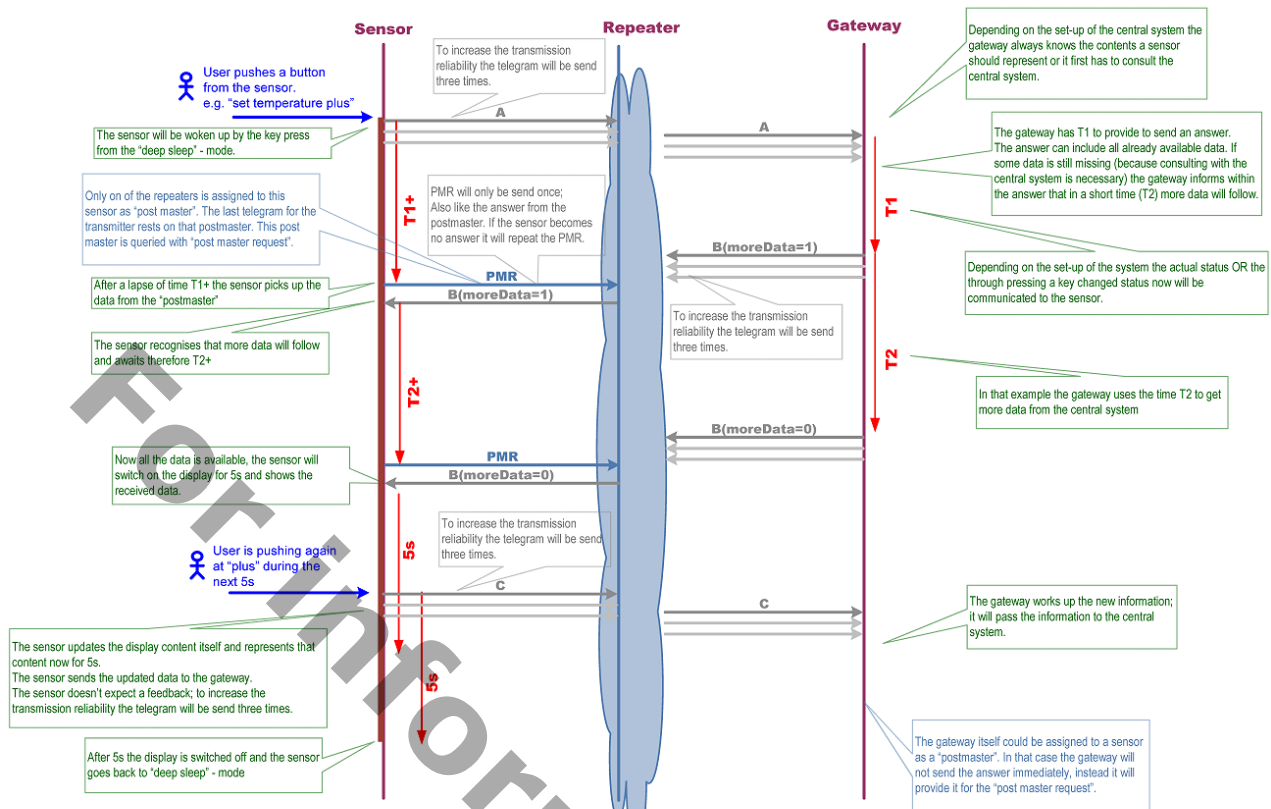 Sensor
Repeater
Gateway
Depending on the set-up of the central system the
gateway always knows the contents a sensor
should represent or it first has to consult the
central system.
To increase the transmission
reliability the telegram will be send
three times.
User pushes a button
from the sensor.
e.g. “set temperature plus”
A
A
The sensor will be woken up by the key press
from the “deep sleep” - mode.
The gateway has T1 to provide to send an answer.
The answer can include all already available data. If
some data is still missing (because consulting with the
central system is necessary) the gateway informs within
the answer that in a short time (T2) more data will follow.
Only on of the repeaters is assigned to this
sensor as “post master”. The last telegram for the
transmitter rests on that postmaster. This post
master is queried with “post master request”.
T1+
PMR will only be send once;
Also like the answer from the
postmaster. If the sensor becomes
no answer it will repeat the PMR.
T1
B(moreData=1)
Depending on the set-up of the system the actual status OR the
through pressing a key changed status now will be
communicated to the sensor.
After a lapse of time T1+ the sensor picks up the
data from the “postmaster”
PMR
B(moreData=1)
To increase the transmission
reliability the telegram will be send
three times.
The sensor recognises that more data will follow
and awaits therefore T2+
T2+
T2
In that example the gateway uses the time T2 to get
more data from the central system
B(moreData=0)
Now all the data is available, the sensor will
switch on the display for 5s and shows the
received data.
PMR
B(moreData=0)
To increase the transmission
reliability the telegram will be send
three times.
5s
User is pushing again
at “plus” during the
next 5s
C
C
The gateway works up the new information;
it will pass the information to the central
system.
The sensor updates the display content itself and represents that
content now for 5s.
The sensor sends the updated data to the gateway.
The sensor doesn't expect a feedback; to increase the
transmission reliability the telegram will be send three times.
5s
After 5s the display is switched off and the sensor
goes back to “deep sleep” - mode
The gateway itself could be assigned to a sensor
as a “postmaster”. In that case the gateway will
not send the answer immediately, instead it will
provide it for the “post master request”.
For inform